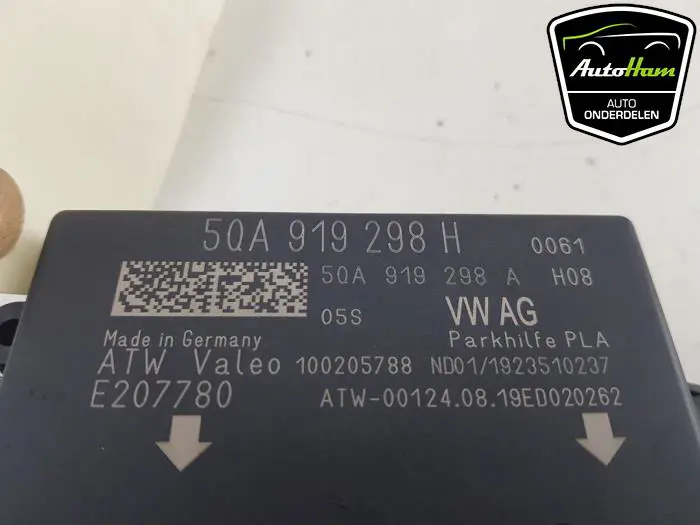 AutoHam
AUTO
ONDERDELEN
5QA 919 298 H 0061
5QA 919 298 A H08
05S VW AG
Made in Germany Parkhilfe PLA
ATW Valeo 100205788 ND01/1923510237
E207780 ATW-00124.08.19ED020262